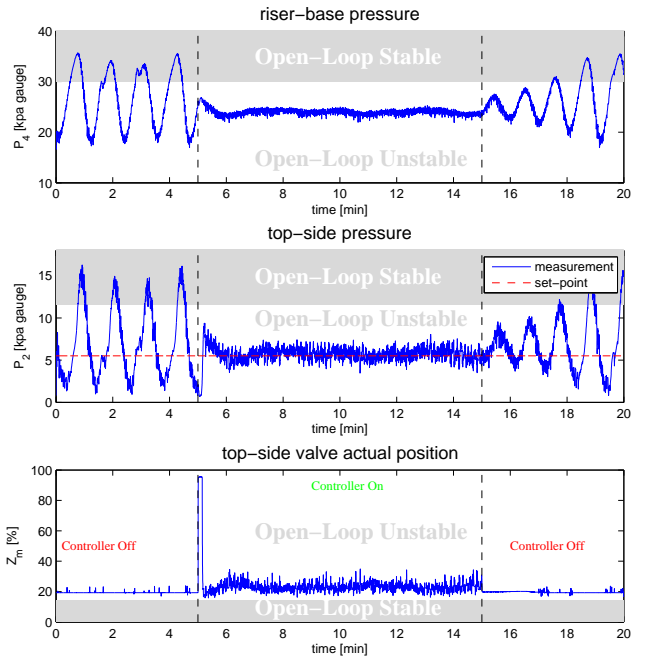 riser-base pressure
40
30
20
10
P4 [kpa gauge]
Open-Loop Stable
Open-Loop Unstable
0 2 4 6 8 10 12 14 16 18 20
time [min]
top-side pressure
15
10
5
0
P2 [kpa gauge]
Open-Loop Stable
Open-Loop Unstable
measurement
set-point
0 2 4 6 8 10 12 14 16 18 20
time [min]
top-side valve actual position
100
80
60
40
20
0
Zm [%]
Controller On
Controller Off
Open-Loop Unstable
Controller Off
Open-Loop Stable
0 2 4 6 8 10 12 14 16 18 20
time [min]